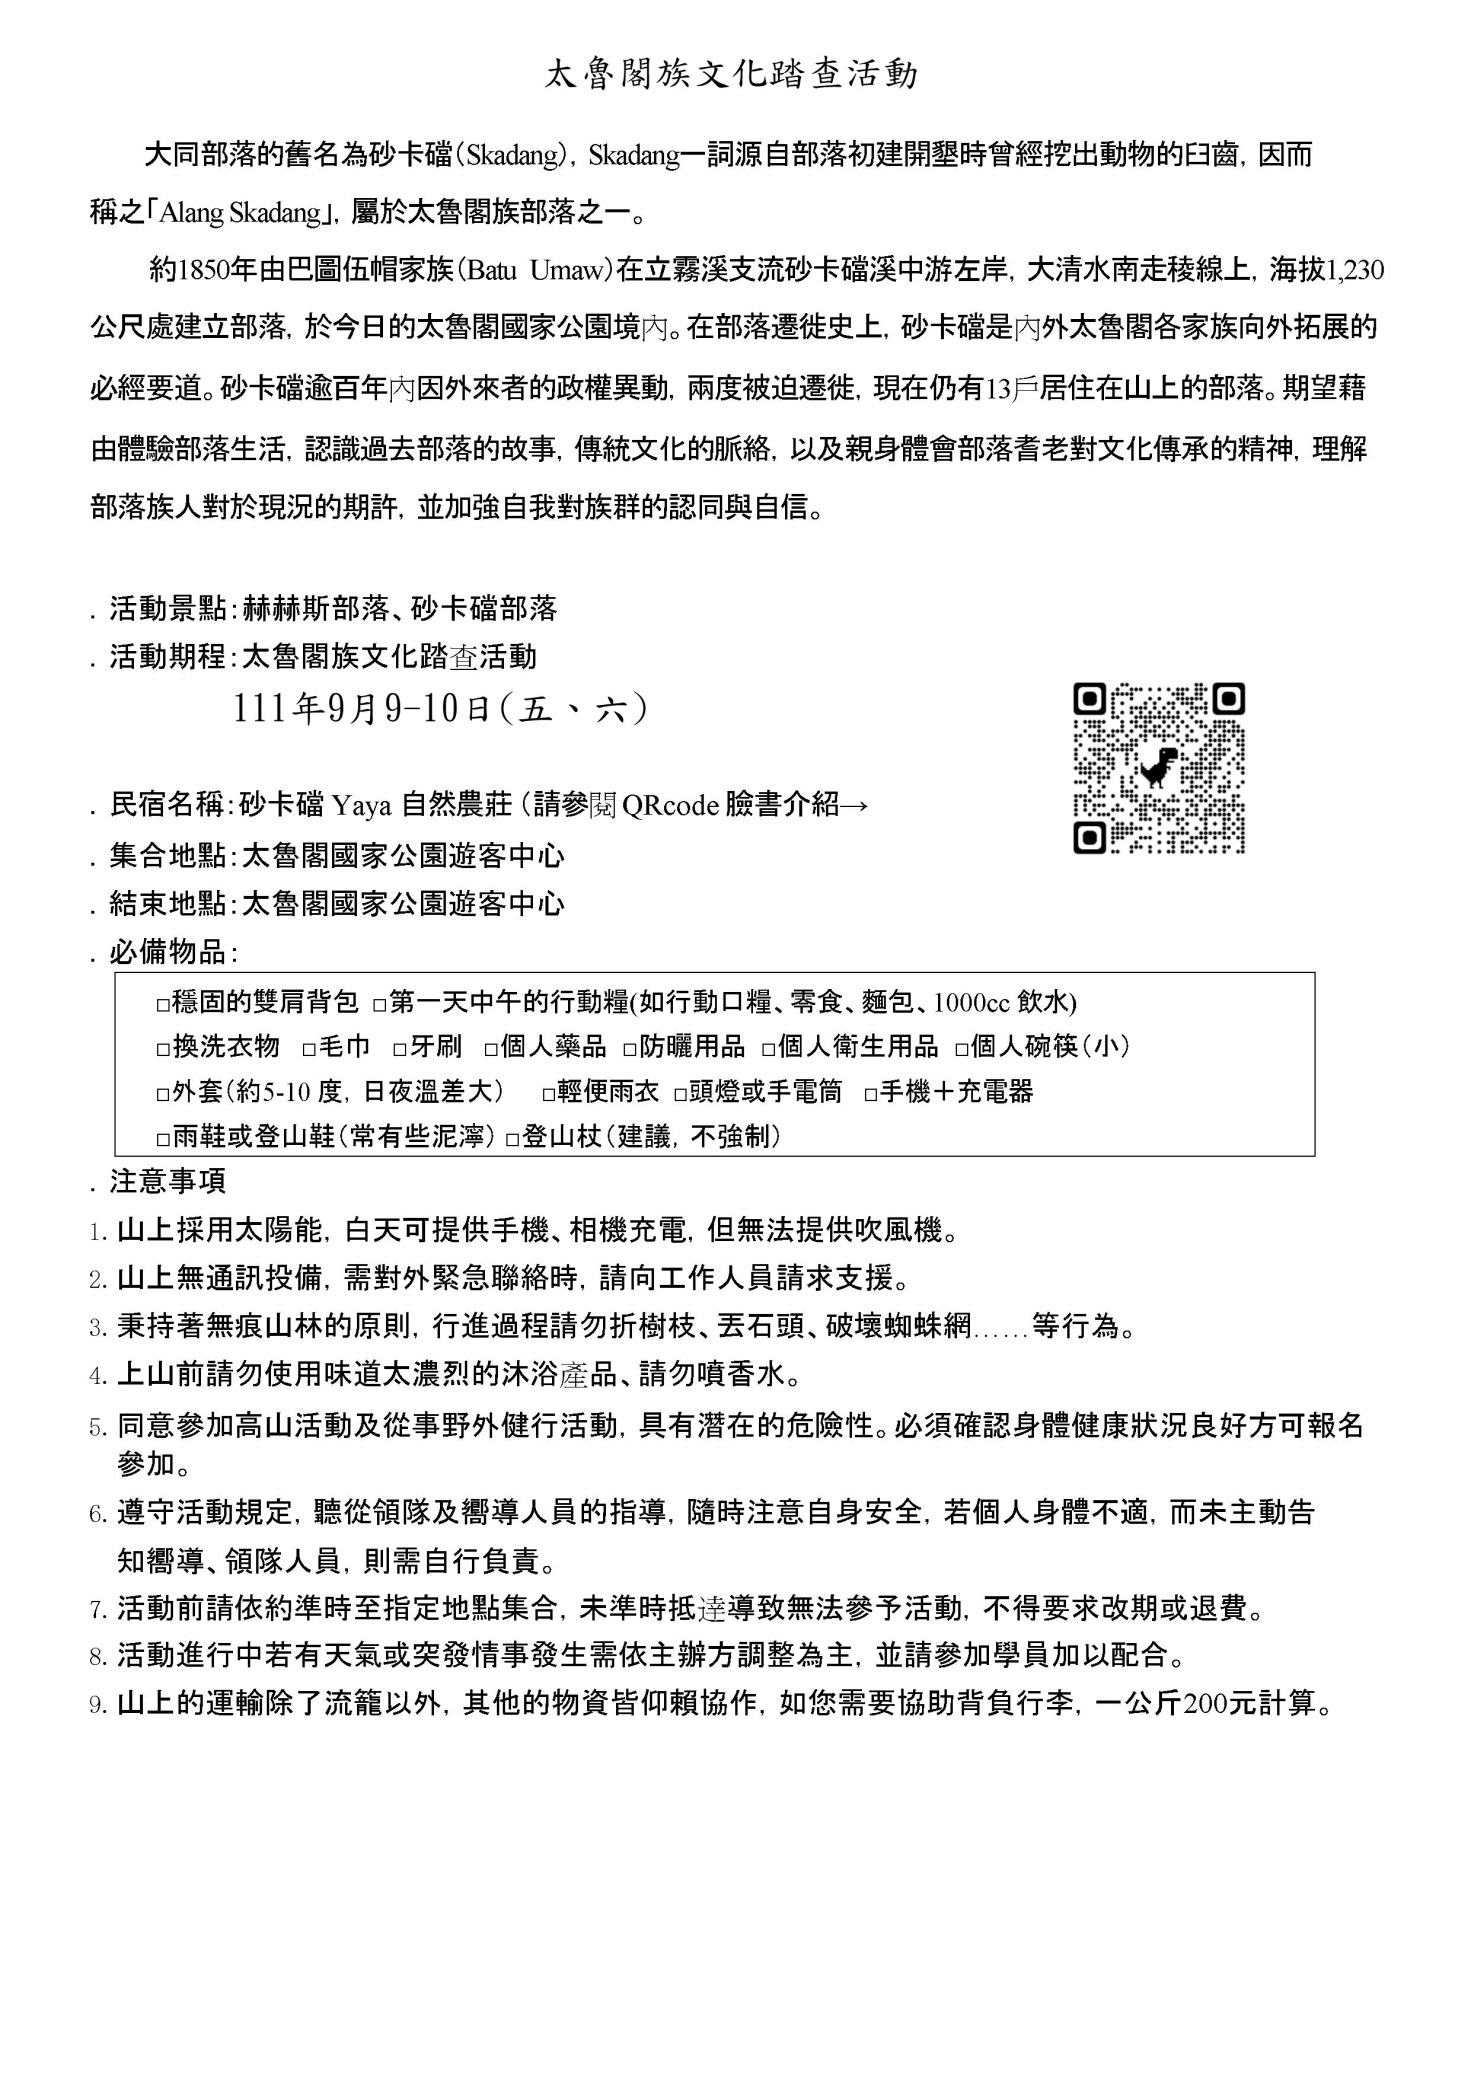 太魯閣族文化踏查活動
大同部落的舊名為砂卡礑（Skadang），Skadang一詞源自部落初建開墾時曾經挖出動物的臼齒，因而
稱之「Alang Skadang」，屬於太魯閣族部落之一。
約1850年由巴圖伍帽家族（Batu Umaw）在立霧溪支流砂卡礑溪中游左岸，大清水南走稜線上，海拔1,230
公尺處建立部落，於今日的太魯閣國家公園境內。在部落遷徙史上，砂卡礑是內外太魯閣各家族向外拓展的
必經要道。砂卡礑逾百年內因外來者的政權異動，兩度被迫遷徙，現在仍有13戶居住在山上的部落。期望藉
由體驗部落生活，認識過去部落的故事，傳統文化的脈絡，以及親身體會部落耆老對文化傳承的精神，理解
部落族人對於現況的期許，並加強自我對族群的認同與自信。
. 活動景點：赫赫斯部落、砂卡礑部落
. 活動期程：太魯閣族文化踏查活動
111年9月9-10日（五、六）
. 民宿名稱：砂卡礑 Yaya 自然農莊（請參閱 QRcode 臉書介紹→
. 集合地點：太魯閣國家公園遊客中心
. 結束地點：太魯閣國家公園遊客中心
. 必備物品：
□穩固的雙肩背包 □第一天中午的行動糧(如行動口糧、零食、麵包、1000cc 飲水)
□換洗衣物 □毛巾 □牙刷 □個人藥品 □防曬用品 □個人衛生用品 □個人碗筷（小）
□外套（約5-10 度，日夜溫差大） □輕便雨衣 □頭燈或手電筒 □手機＋充電器
□雨鞋或登山鞋（常有些泥濘） □登山杖（建議，不強制）
. 注意事項
1. 山上採用太陽能，白天可提供手機、相機充電，但無法提供吹風機。
2. 山上無通訊投備，需對外緊急聯絡時，請向工作人員請求支援。
3. 秉持著無痕山林的原則，行進過程請勿折樹枝、丟石頭、破壞蜘蛛網……等行為。
4. 上山前請勿使用味道太濃烈的沐浴產品、請勿噴香水。
5. 同意參加高山活動及從事野外健行活動，具有潛在的危險性。必須確認身體健康狀況良好方可報名
參加。
6. 遵守活動規定，聽從領隊及嚮導人員的指導，隨時注意自身安全，若個人身體不適，而未主動告
知嚮導、領隊人員，則需自行負責。
7. 活動前請依約準時至指定地點集合，未準時抵達導致無法參予活動，不得要求改期或退費。
8. 活動進行中若有天氣或突發情事發生需依主辦方調整為主，並請參加學員加以配合。
9. 山上的運輸除了流籠以外，其他的物資皆仰賴協作，如您需要協助背負行李，一公斤200元計算。